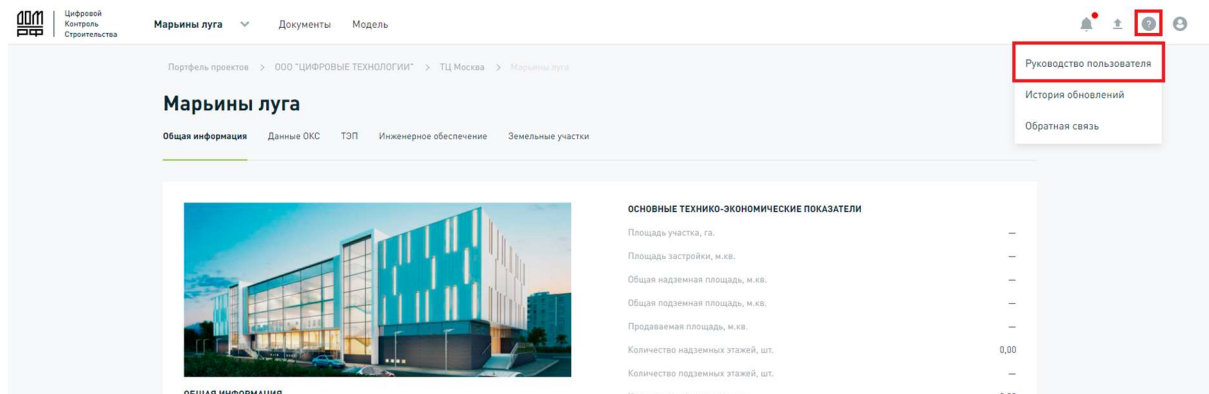 ДОМ
РФ
Цифровой
Контроль
Строительства
Марьины луга
Документы
Модель
?
Руководство пользователя
История обновлений
Обратная связь
Портфель проектов > ООО "ЦИФРОВЫЕ ТЕХНОЛОГИИ" > ТЦ Москва > Марьины луга
Марьины луга
Общая информация Данные ОКС ТЭП Инженерное обеспечение Земельные участки
ОСНОВНЫЕ ТЕХНИКО-ЭКОНОМИЧЕСКИЕ ПОКАЗАТЕЛИ
Площадь участка, га. —
Площадь застройки, м.кв. —
Общая надземная площадь, м.кв. —
Общая подземная площадь, м.кв. —
Продаваемая площадь, м.кв. —
Количество надземных этажей, шт. 0,00
Количество подземных этажей, шт. —
ОБЩАЯ ИНФОРМАЦИЯ